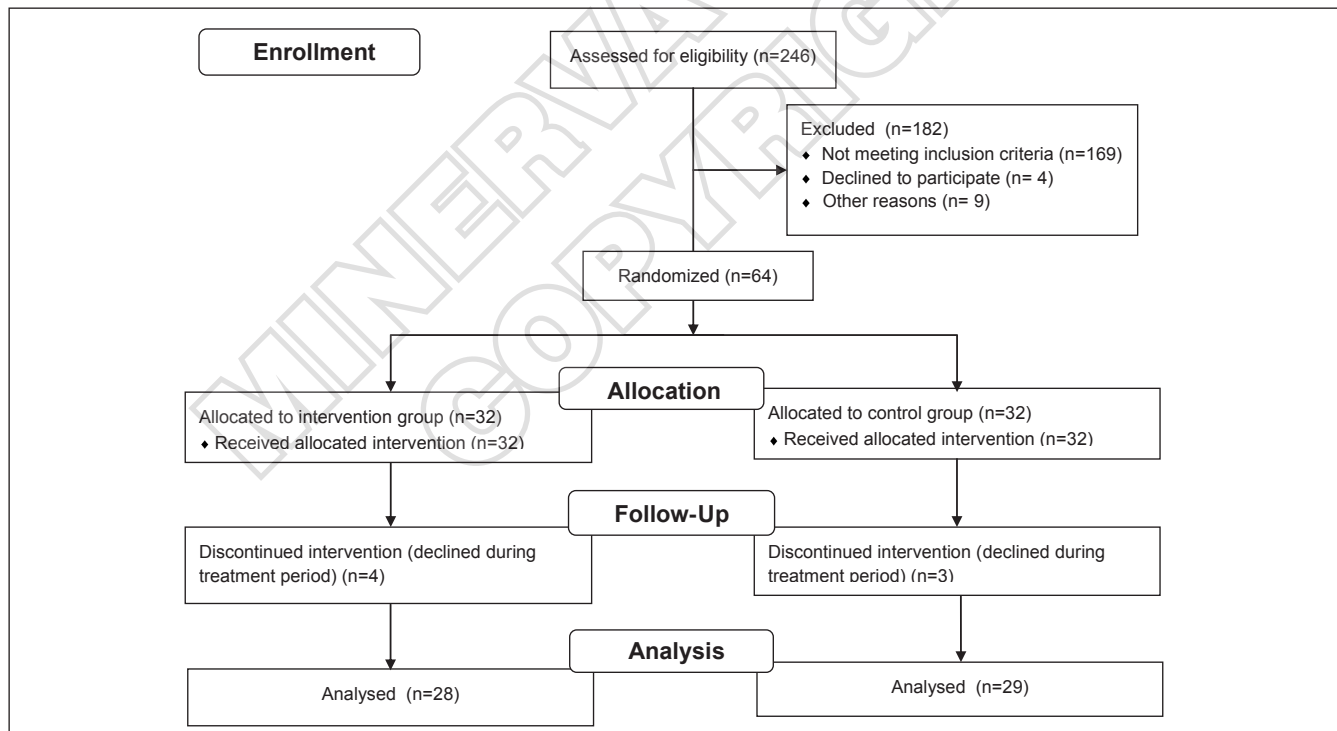 Enrollment
Assessed for eligibility (n=246)
Excluded (n=182)
♦ Not meeting inclusion criteria (n=169)
♦ Declined to participate (n= 4)
♦ Other reasons (n= 9)
Randomized (n=64)
Allocation
Allocated to intervention group (n=32)
♦ Received allocated intervention (n=32)
Allocated to control group (n=32)
♦ Received allocated intervention (n=32)
Follow-Up
Discontinued intervention (declined during
treatment period) (n=4)
Discontinued intervention (declined during
treatment period) (n=3)
Analysis
Analysed (n=28)
Analysed (n=29)
MINERVA
COPYRIG